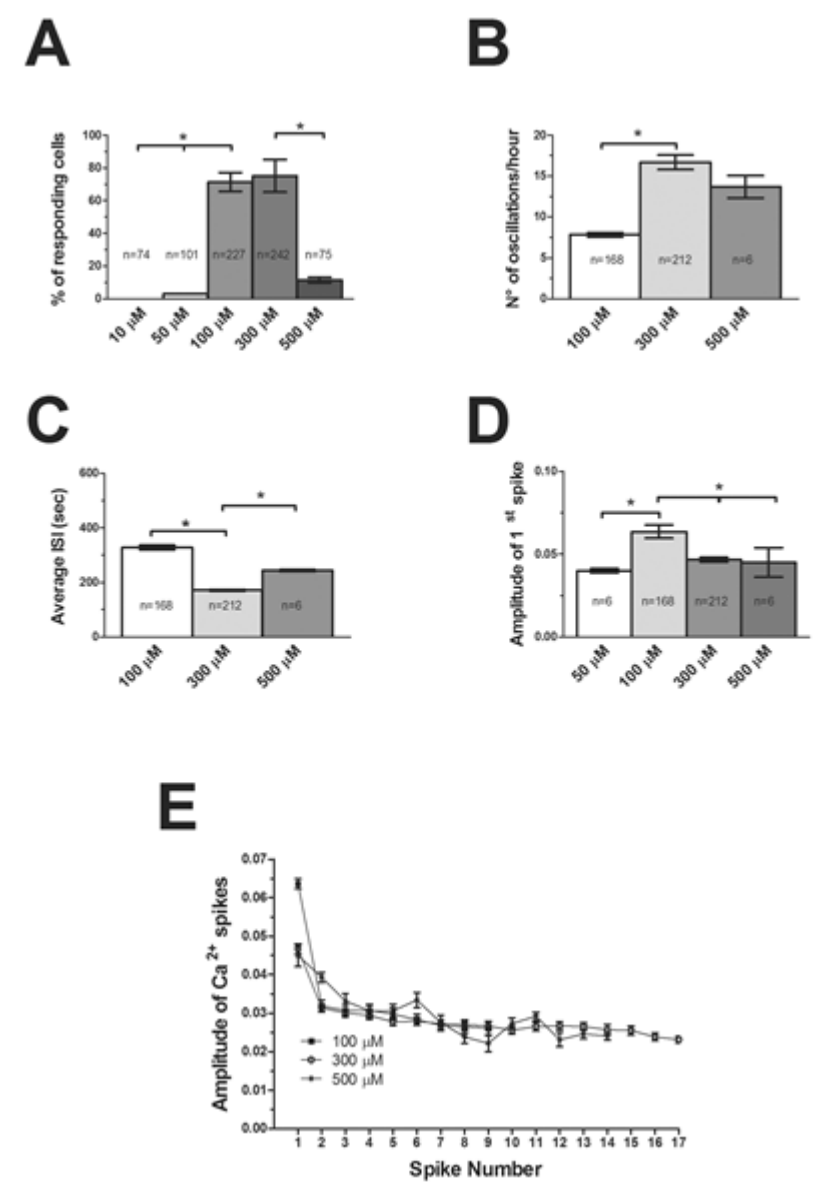 A
% of responding cells
100
80
60
40
20
0
*
*
n=74
n=101
n=227
n=242
n=75
10 µM
50 µM
100 µM
300 µM
500 µM
B
N° of oscillations/hour
20
15
10
5
0
*
n=168
n=212
n=6
100 µM
300 µM
500 µM
C
Average ISI (sec)
600
400
200
0
*
*
n=168
n=212
n=6
100 µM
300 µM
500 µM
D
Amplitude of 1 st spike
0.10
0.05
0.00
*
*
n=6
n=168
n=212
n=6
50 µM
100 µM
300 µM
500 µM
E
Amplitude of Ca2+ spikes
0.07
0.06
0.05
0.04
0.03
0.02
0.01
0.00
100 µM
300 µM
500 µM
1 2 3 4 5 6 7 8 9 10 11 12 13 14 15 16 17
Spike Number